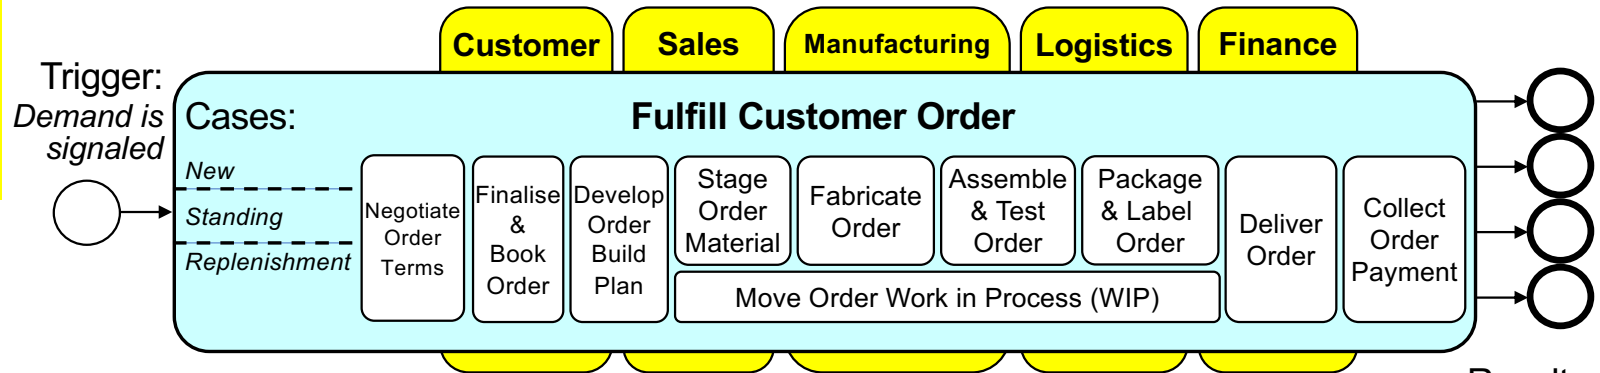 Customer
Sales
Manufacturing
Logistics
Finance
Trigger:
Demand is
signaled
Cases:
Fulfill Customer Order
New
Standing
Replenishment
Negotiate
Order
Terms
Finalise
&
Book
Order
Develop
Order
Build
Plan
Stage
Order
Material
Fabricate
Order
Assemble
& Test
Order
Package
& Label
Order
Move Order Work in Process (WIP)
Deliver
Order
Collect
Order
Payment